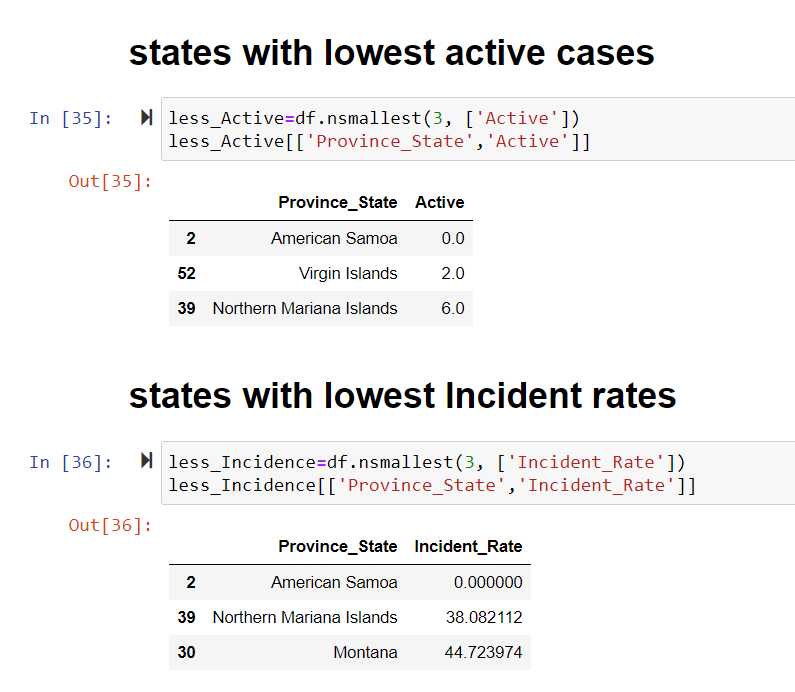 states with lowest active cases
In [35]:
less_Active=df.nsmallest(3, ['Active'])
less_Active[['Province_State','Active']]
Out[35]:
Province_State Active
2 American Samoa 0.0
52 Virgin Islands 2.0
39 Northern Mariana Islands 6.0
states with lowest Incident rates
In [36]:
less_Incidence=df.nsmallest(3, ['Incident_Rate'])
less_Incidence[['Province_State','Incident_Rate']]
Out[36]:
Province_State Incident_Rate
2 American Samoa 0.000000
39 Northern Mariana Islands 38.082112
30 Montana 44.723974